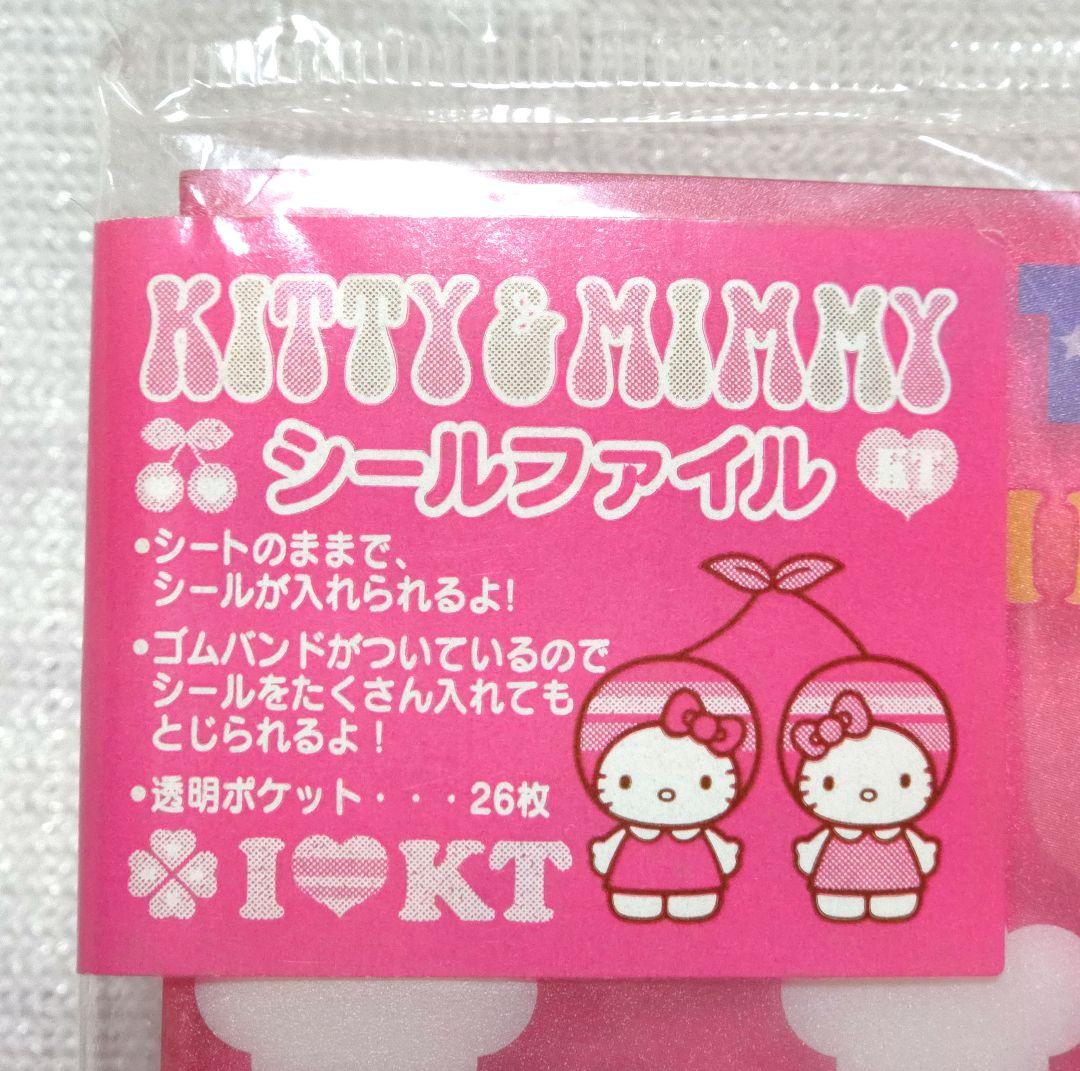 KITTY&MIMMY
シールファイル
KT
•シートのままで、
シールが入れられるよ!
•ゴムバンドがついているので
シールをたくさん入れても
とじられるよ!
•透明ポケット・・・26枚
I♥KT